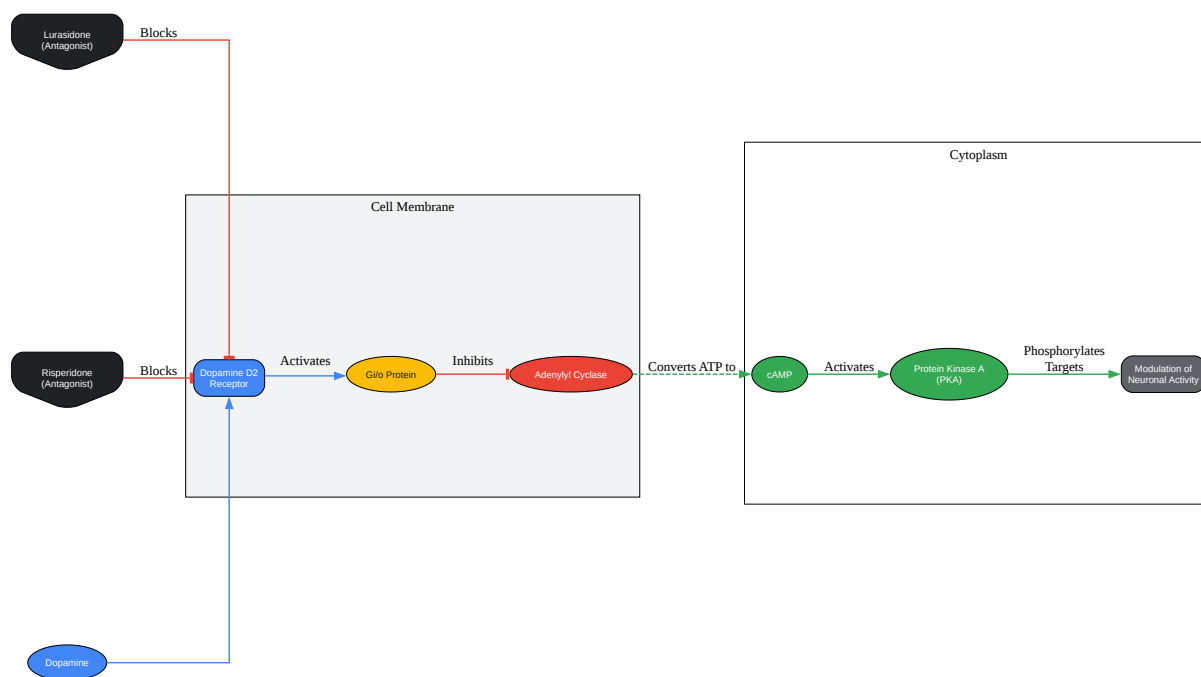 Lurasidone
(Antagonist)
Blocks
Cytoplasm
Cell Membrane
Risperidone
(Antagonist)
Blocks
Dopamine D2
Receptor
Activates
Gi/o Protein
Inhibits
Adenylyl Cyclase
Converts ATP to
cAMP
Activates
Protein Kinase A
(PKA)
Phosphorylates
Targets
Modulation of
Neuronal Activity
Dopamine